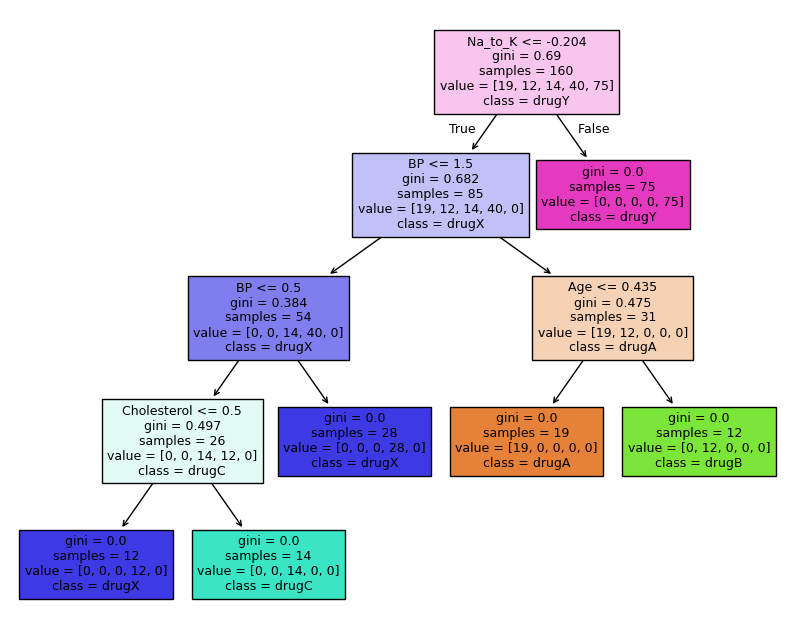 Na_to_K <= -0.204
gini = 0.69
samples = 160
value = [19, 12, 14, 40, 75]
class = drugY
True
False
BP <= 1.5
gini = 0.682
samples = 85
value = [19, 12, 14, 40, 0]
class = drugX
gini = 0.0
samples = 75
value = [0, 0, 0, 0, 75]
class = drugY
BP <= 0.5
gini = 0.384
samples = 54
value = [0, 0, 14, 40, 0]
class = drugX
Age <= 0.435
gini = 0.475
samples = 31
value = [19, 12, 0, 0, 0]
class = drugA
Cholesterol <= 0.5
gini = 0.497
samples = 26
value = [0, 0, 14, 12, 0]
class = drugC
gini = 0.0
samples = 28
value = [0, 0, 0, 28, 0]
class = drugX
gini = 0.0
samples = 19
value = [19, 0, 0, 0, 0]
class = drugA
gini = 0.0
samples = 12
value = [0, 12, 0, 0, 0]
class = drugB
gini = 0.0
samples = 12
value = [0, 0, 0, 12, 0]
class = drugX
gini = 0.0
samples = 14
value = [0, 0, 14, 0, 0]
class = drugC